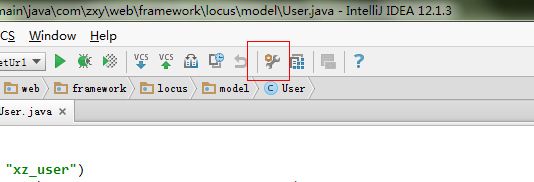 main\java\com\zxy\web\framework\locus\model\User.java - IntelliJ IDEA 12.1.3
CS Window Help
etUrl VCS VCS ?
web framework locus model C User
User.java ×
"xz_user")